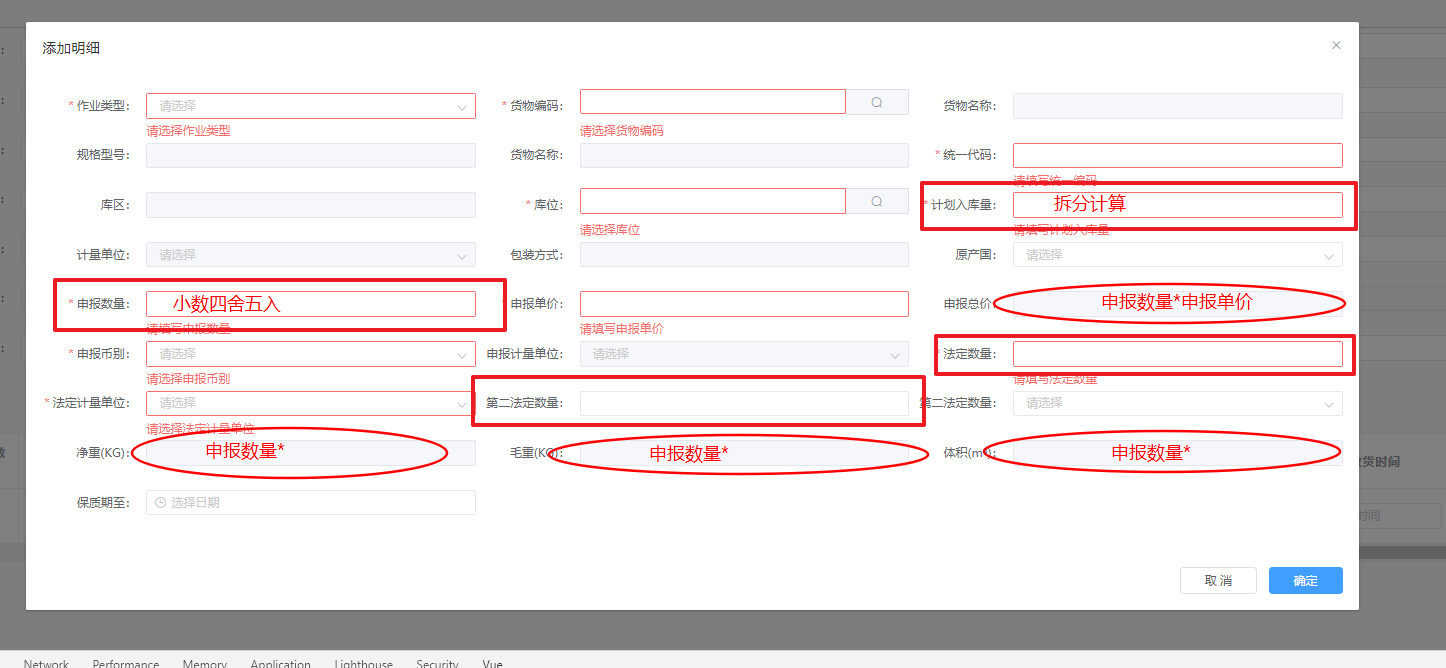 添加明细
* 作业类型: 请选择
* 货物编码:
货物名称:
请选择作业类型
请选择货物编码
规格型号:
货物名称:
* 统一代码:
请填写统一编码
库区:
* 库位:
* 计划入库量: 拆分计算
请选择库位
请填写计划入库量
计量单位: 请选择
包装方式:
原产国: 请选择
* 申报数量: 小数四舍五入
* 申报单价:
申报总价 申报数量*申报单价
请填写申报数量
请填写申报单价
* 申报币别: 请选择
申报计量单位: 请选择
法定数量:
请选择申报币别
请填写法定数量
* 法定计量单位: 请选择
第二法定数量:
第二法定数量: 请选择
请选择法定计量单位
净重(KG): 申报数量*
毛重(KG): 申报数量*
体积(m³): 申报数量*
收货时间
保质期至: 选择日期
时间
取消
确定
Network Performance Memory Application Lighthouse Security Vue